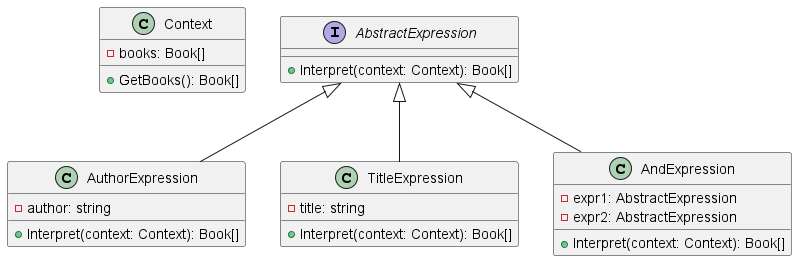 C Context
books: Book[]
GetBooks(): Book[]
I AbstractExpression
Interpret(context: Context): Book[]
C AuthorExpression
author: string
Interpret(context: Context): Book[]
C TitleExpression
title: string
Interpret(context: Context): Book[]
C AndExpression
expr1: AbstractExpression
expr2: AbstractExpression
Interpret(context: Context): Book[]